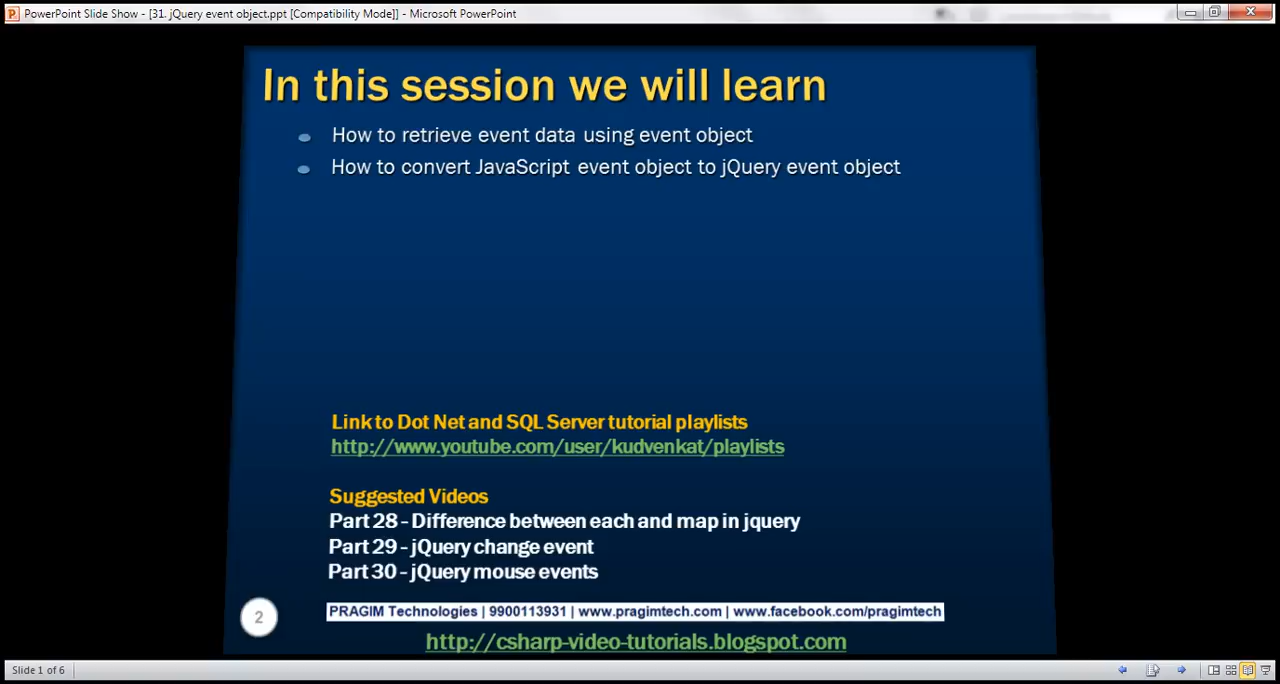 PowerPoint Slide Show - [31. jQuery event object.ppt [Compatibility Mode]] - Microsoft PowerPoint
In this session we will learn
How to retrieve event data using event object
How to convert JavaScript event object to jQuery event object
Link to Dot Net and SQL Server tutorial playlists
http://www.youtube.com/user/kudvenkat/playlists
Suggested Videos
Part 28 - Difference between each and map in jquery
Part 29 - jQuery change event
Part 30 - jQuery mouse events
2
PRAGIM Technologies | 9900113931 | www.pragimtech.com | www.facebook.com/pragimtech
http://csharp-video-tutorials.blogspot.com
Slide 1 of 6